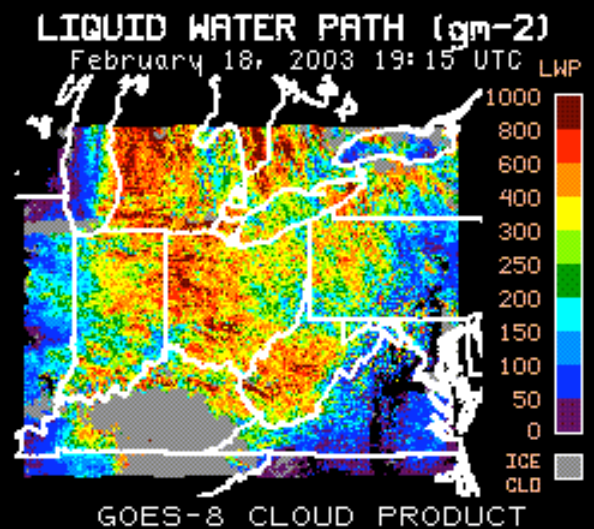 LIQUID WATER PATH (gm-2)
February 18, 2003 19:15 UTC
LWP
1000
800
600
400
300
250
200
150
100
50
0
ICE
CLD
GOES-8 CLOUD PRODUCT